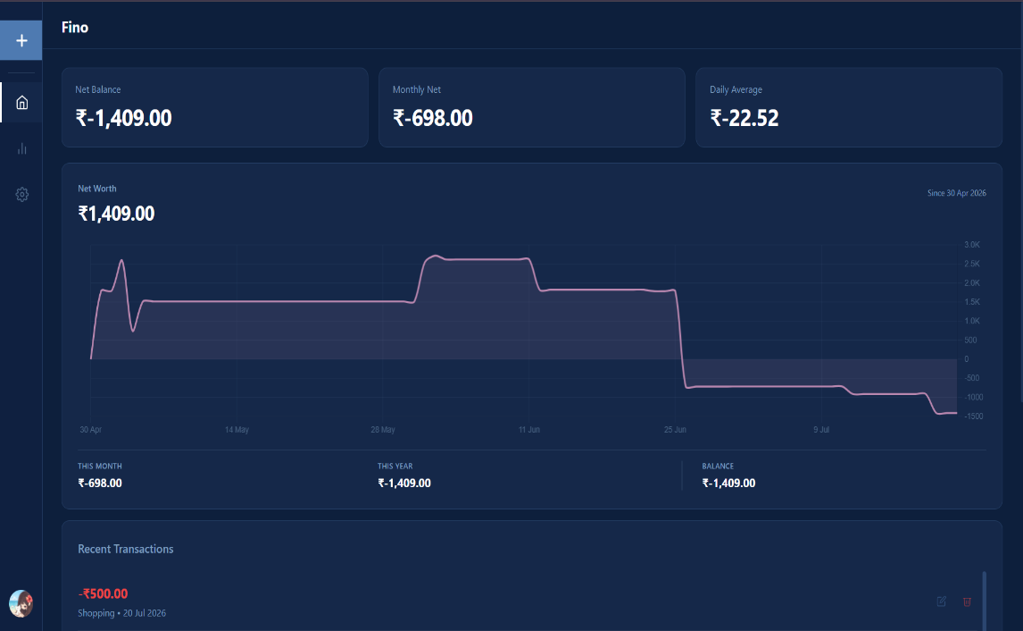 Fino
Net Balance
₹-1,409.00
Monthly Net
₹-698.00
Daily Average
₹-22.52
Net Worth
₹1,409.00
Since 30 Apr 2026
3.0K
2.5K
2.0K
1.5K
1.0K
500
0
-500
-1000
-1500
30 Apr
14 May
28 May
11 Jun
25 Jun
9 Jul
THIS MONTH
₹-698.00
THIS YEAR
₹-1,409.00
BALANCE
₹-1,409.00
Recent Transactions
-₹500.00
Shopping • 20 Jul 2026